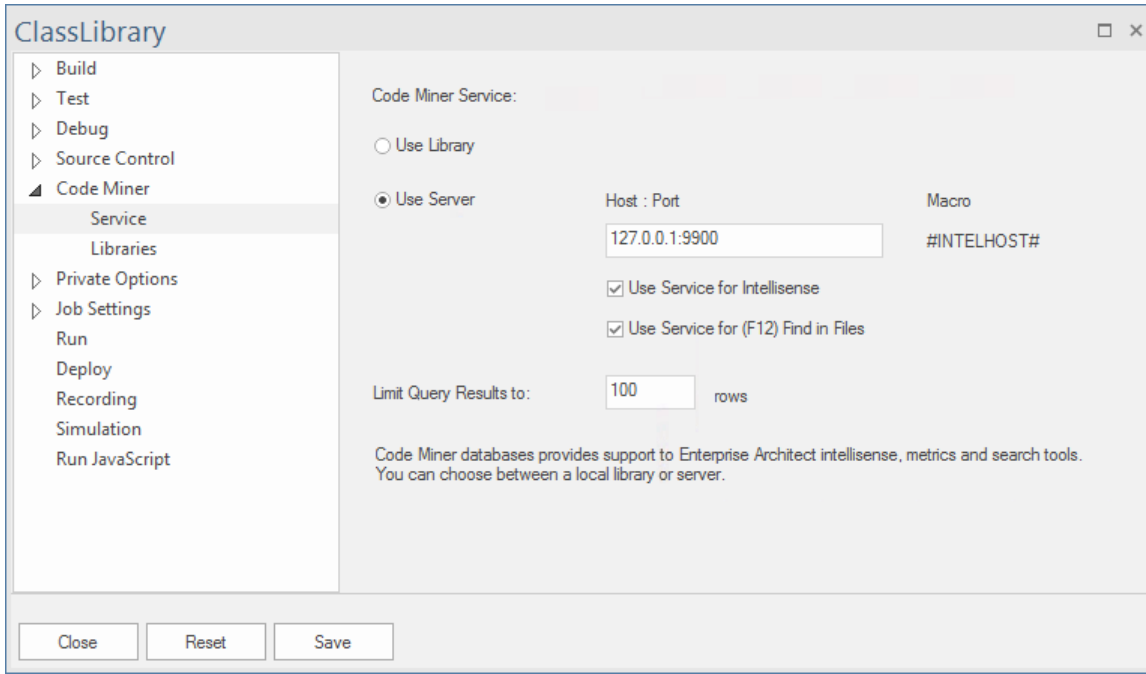 ClassLibrary
Build
Test
Debug
Source Control
Code Miner
Service
Libraries
Private Options
Job Settings
Run
Deploy
Recording
Simulation
Run JavaScript
Code Miner Service:
Use Library
Use Server Host : Port Macro
127.0.0.1:9900 #INTELHOST#
Use Service for Intellisense
Use Service for (F12) Find in Files
Limit Query Results to: 100 rows
Code Miner databases provides support to Enterprise Architect intellisense, metrics and search tools.
You can choose between a local library or server.
Close Reset Save